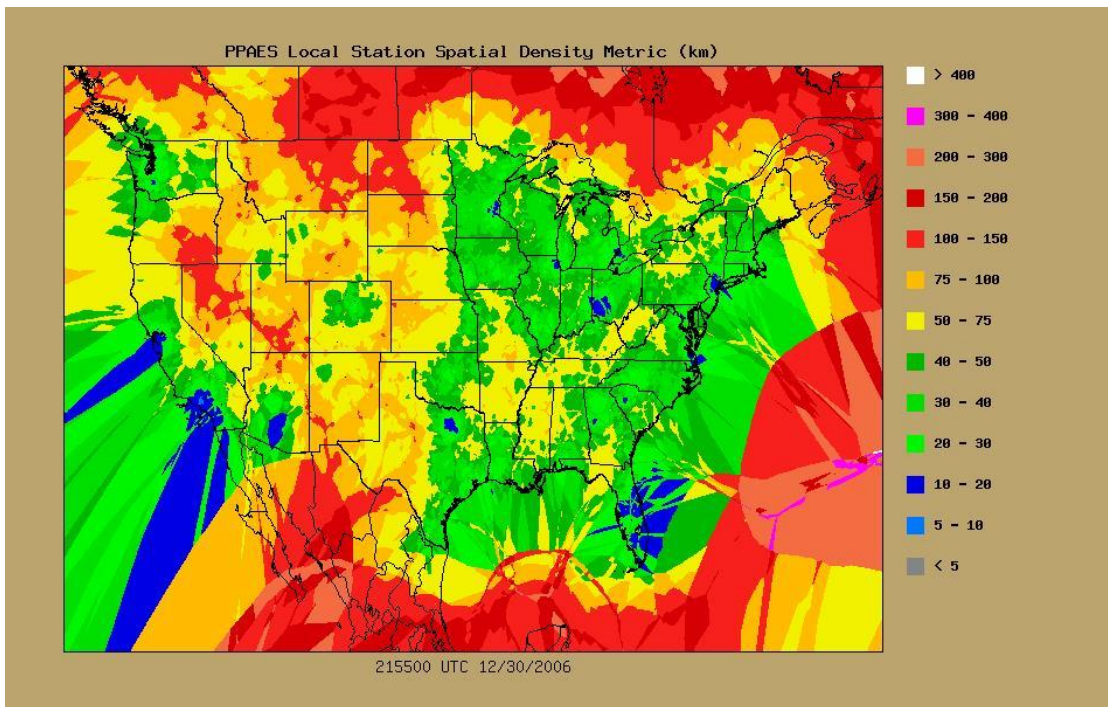 PPAES Local Station Spatial Density Metric (km)
> 400
300 - 400
200 - 300
150 - 200
100 - 150
75 - 100
50 - 75
40 - 50
30 - 40
20 - 30
10 - 20
5 - 10
< 5
215500 UTC 12/30/2006